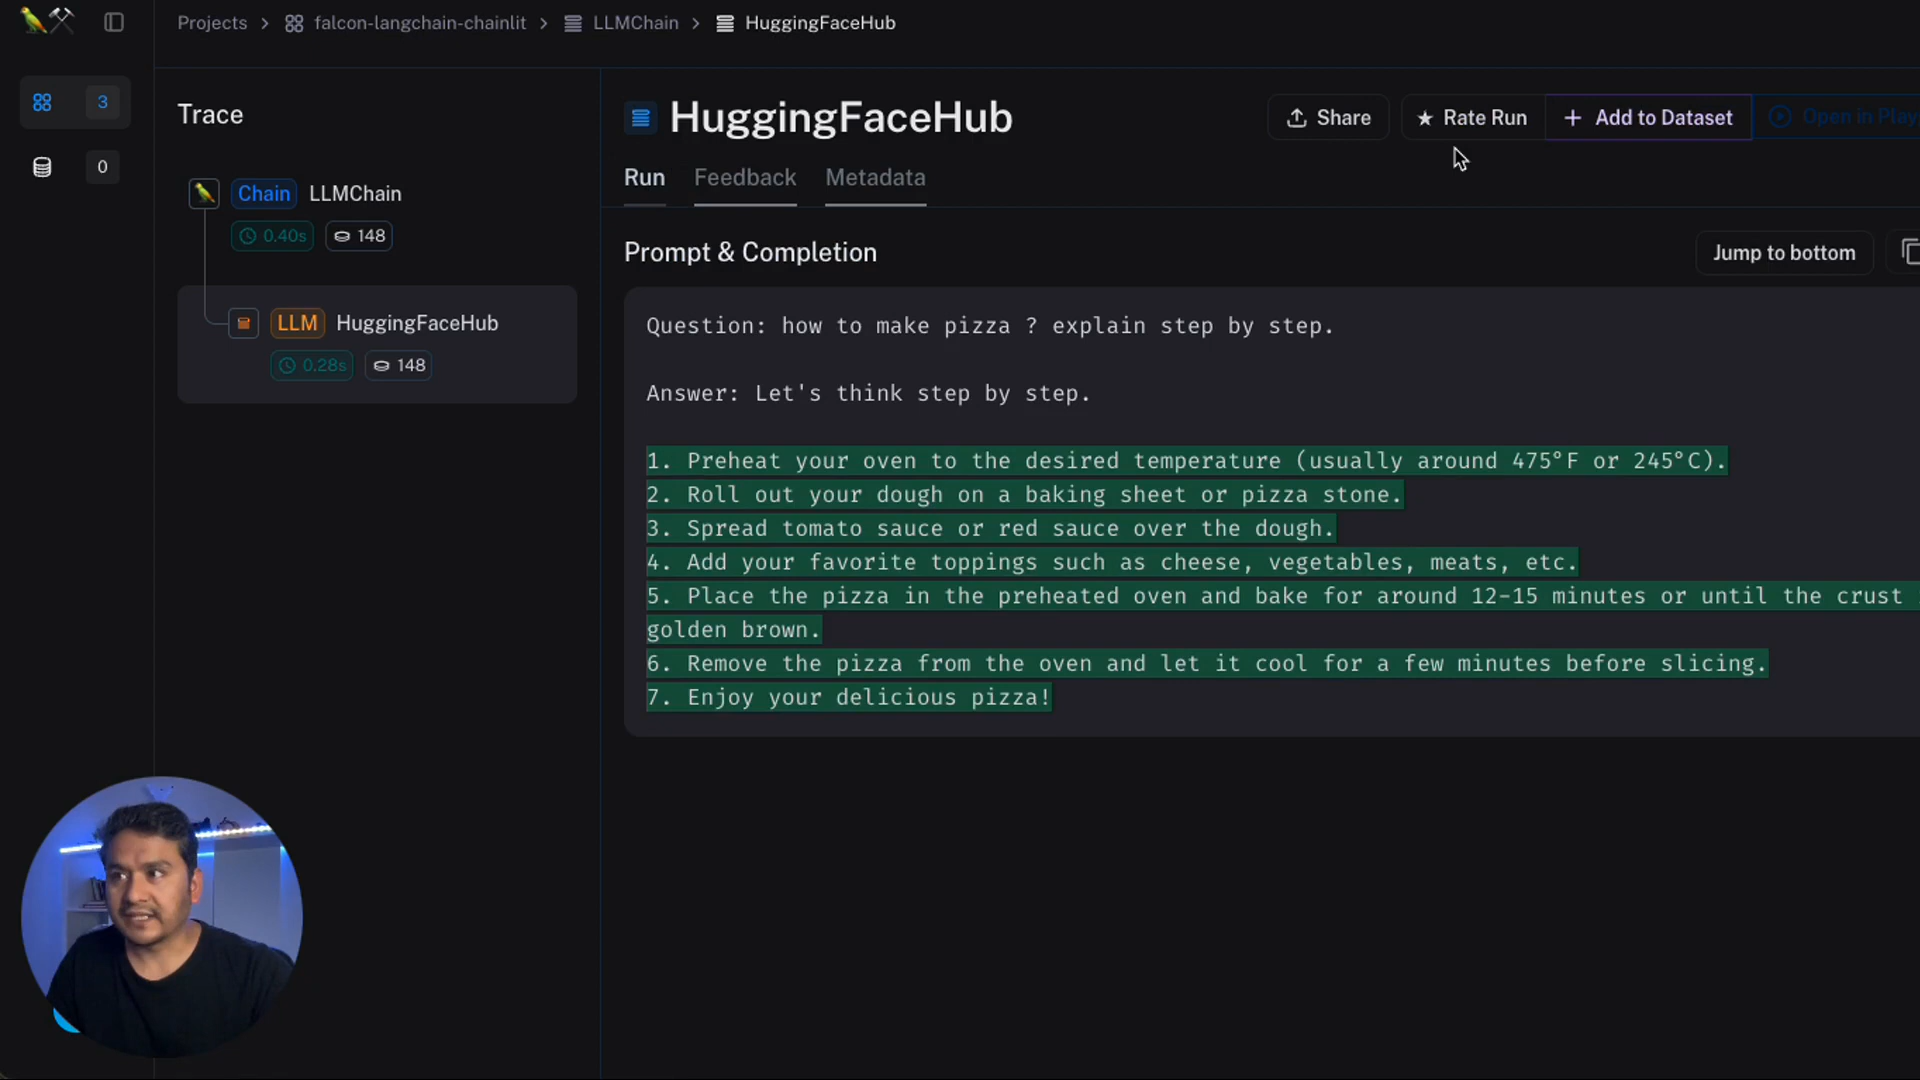 Projects > falcon-langchain-chainlit > LLMChain > HuggingFaceHub
3
0
Trace
Chain LLMChain
0.40s 148
LLM HuggingFaceHub
0.28s 148
HuggingFaceHub
Share
Rate Run
+ Add to Dataset
Open in Play
Run Feedback Metadata
Prompt & Completion
Jump to bottom
Question: how to make pizza ? explain step by step.
Answer: Let's think step by step.
1. Preheat your oven to the desired temperature (usually around 475°F or 245°C).
2. Roll out your dough on a baking sheet or pizza stone.
3. Spread tomato sauce or red sauce over the dough.
4. Add your favorite toppings such as cheese, vegetables, meats, etc.
5. Place the pizza in the preheated oven and bake for around 12-15 minutes or until the crust
golden brown.
6. Remove the pizza from the oven and let it cool for a few minutes before slicing.
7. Enjoy your delicious pizza!